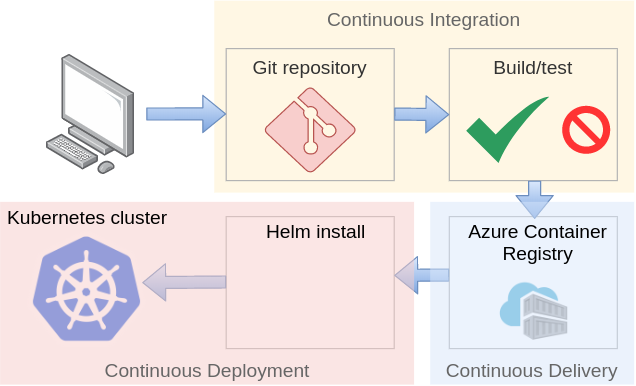 Continuous Integration
Git repository
Build/test
Kubernetes cluster
Helm install
Azure Container
Registry
Continuous Deployment
Continuous Delivery